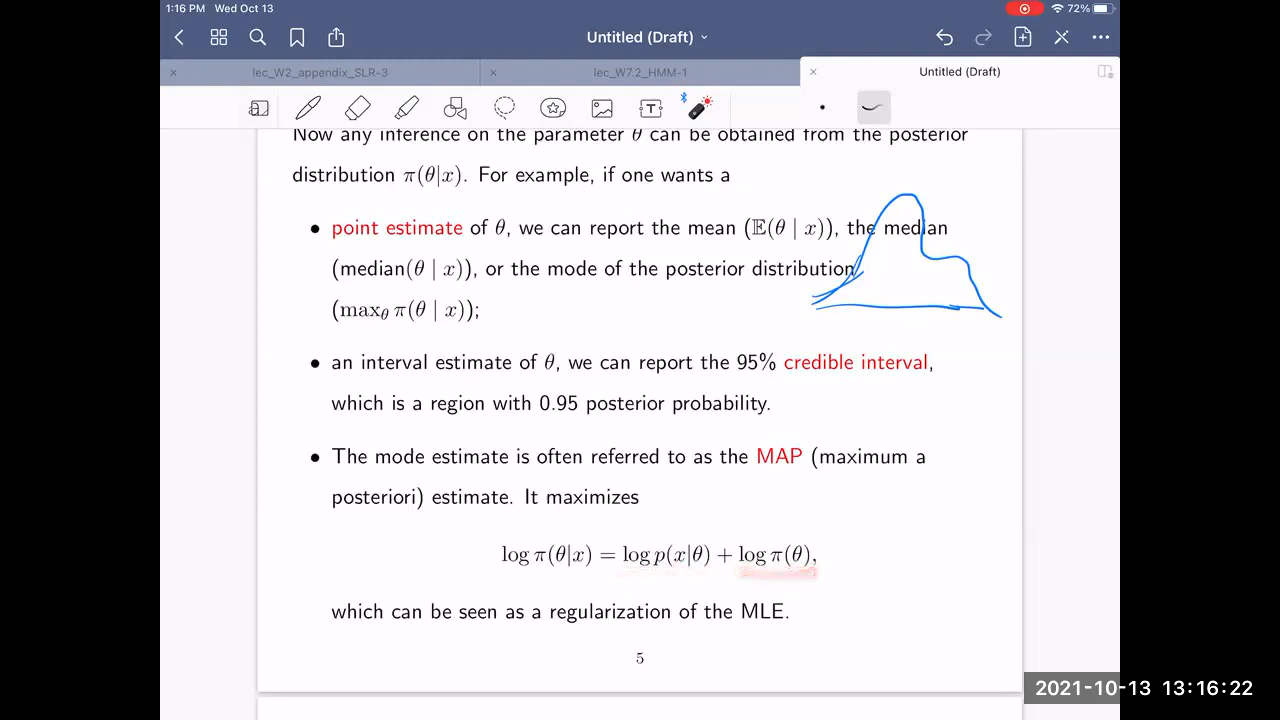 1:16 PM Wed Oct 13
72%
Untitled (Draft)
lec_W2_appendix_SLR-3
lec_W7.2_HMM-1
Untitled (Draft)
Now any inference on the parameter θ can be obtained from the posterior
distribution π(θ|x). For example, if one wants a
• point estimate of θ, we can report the mean (𝔼(θ | x)), the median
(median(θ | x)), or the mode of the posterior distribution
(max_θ π(θ | x));
• an interval estimate of θ, we can report the 95% credible interval,
which is a region with 0.95 posterior probability.
• The mode estimate is often referred to as the MAP (maximum a
posteriori) estimate. It maximizes
log π(θ|x) = log p(x|θ) + log π(θ),
which can be seen as a regularization of the MLE.
5
2021-10-13 13:16:22